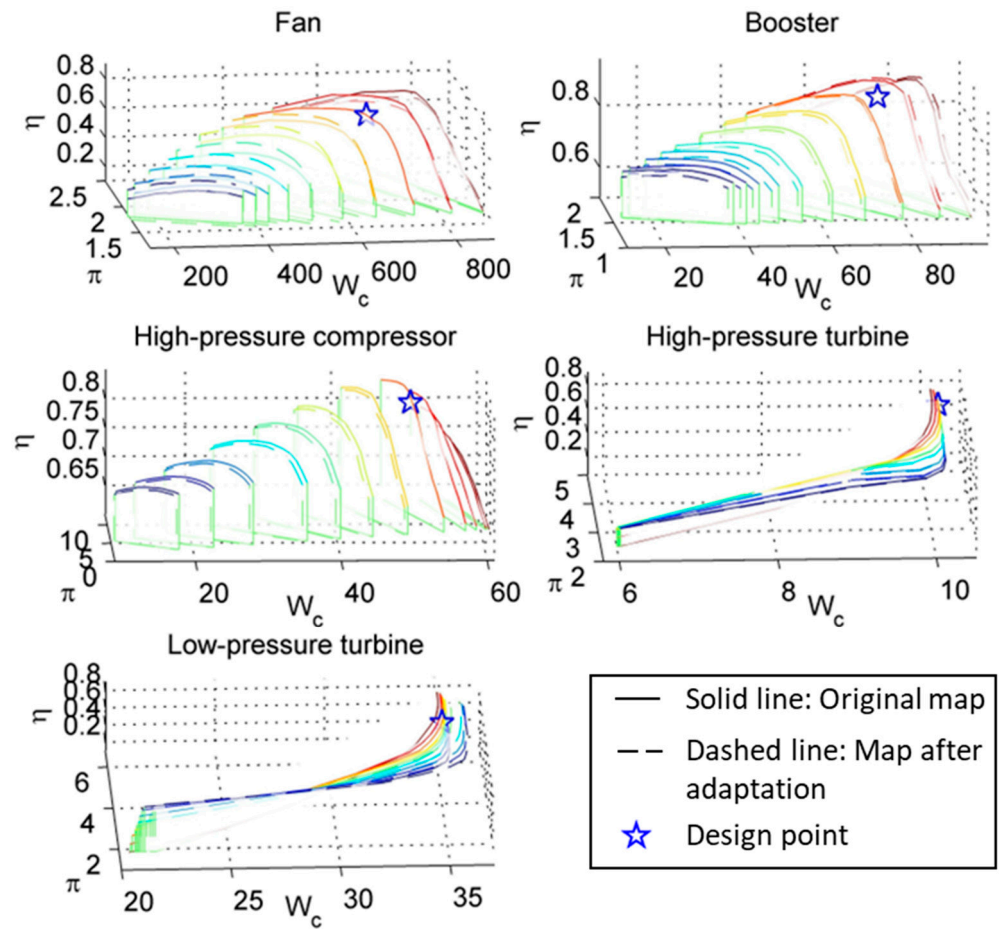 Fan
η
0.8
0.6
0.4
0.2
2.5
2
1.5
π
200
400
600
800
W_c
Booster
η
0.8
0.6
2
1.5
1
π
20
40
60
80
W_c
High-pressure compressor
η
0.8
0.75
0.7
0.65
10
5
0
π
20
40
60
W_c
High-pressure turbine
η
0.8
0.6
0.4
0.2
5
4
3
2
π
6
8
10
W_c
Low-pressure turbine
η
0.8
0.6
0.4
0.2
6
4
2
π
20
25
30
35
W_c
Solid line: Original map
Dashed line: Map after
adaptation
Design point